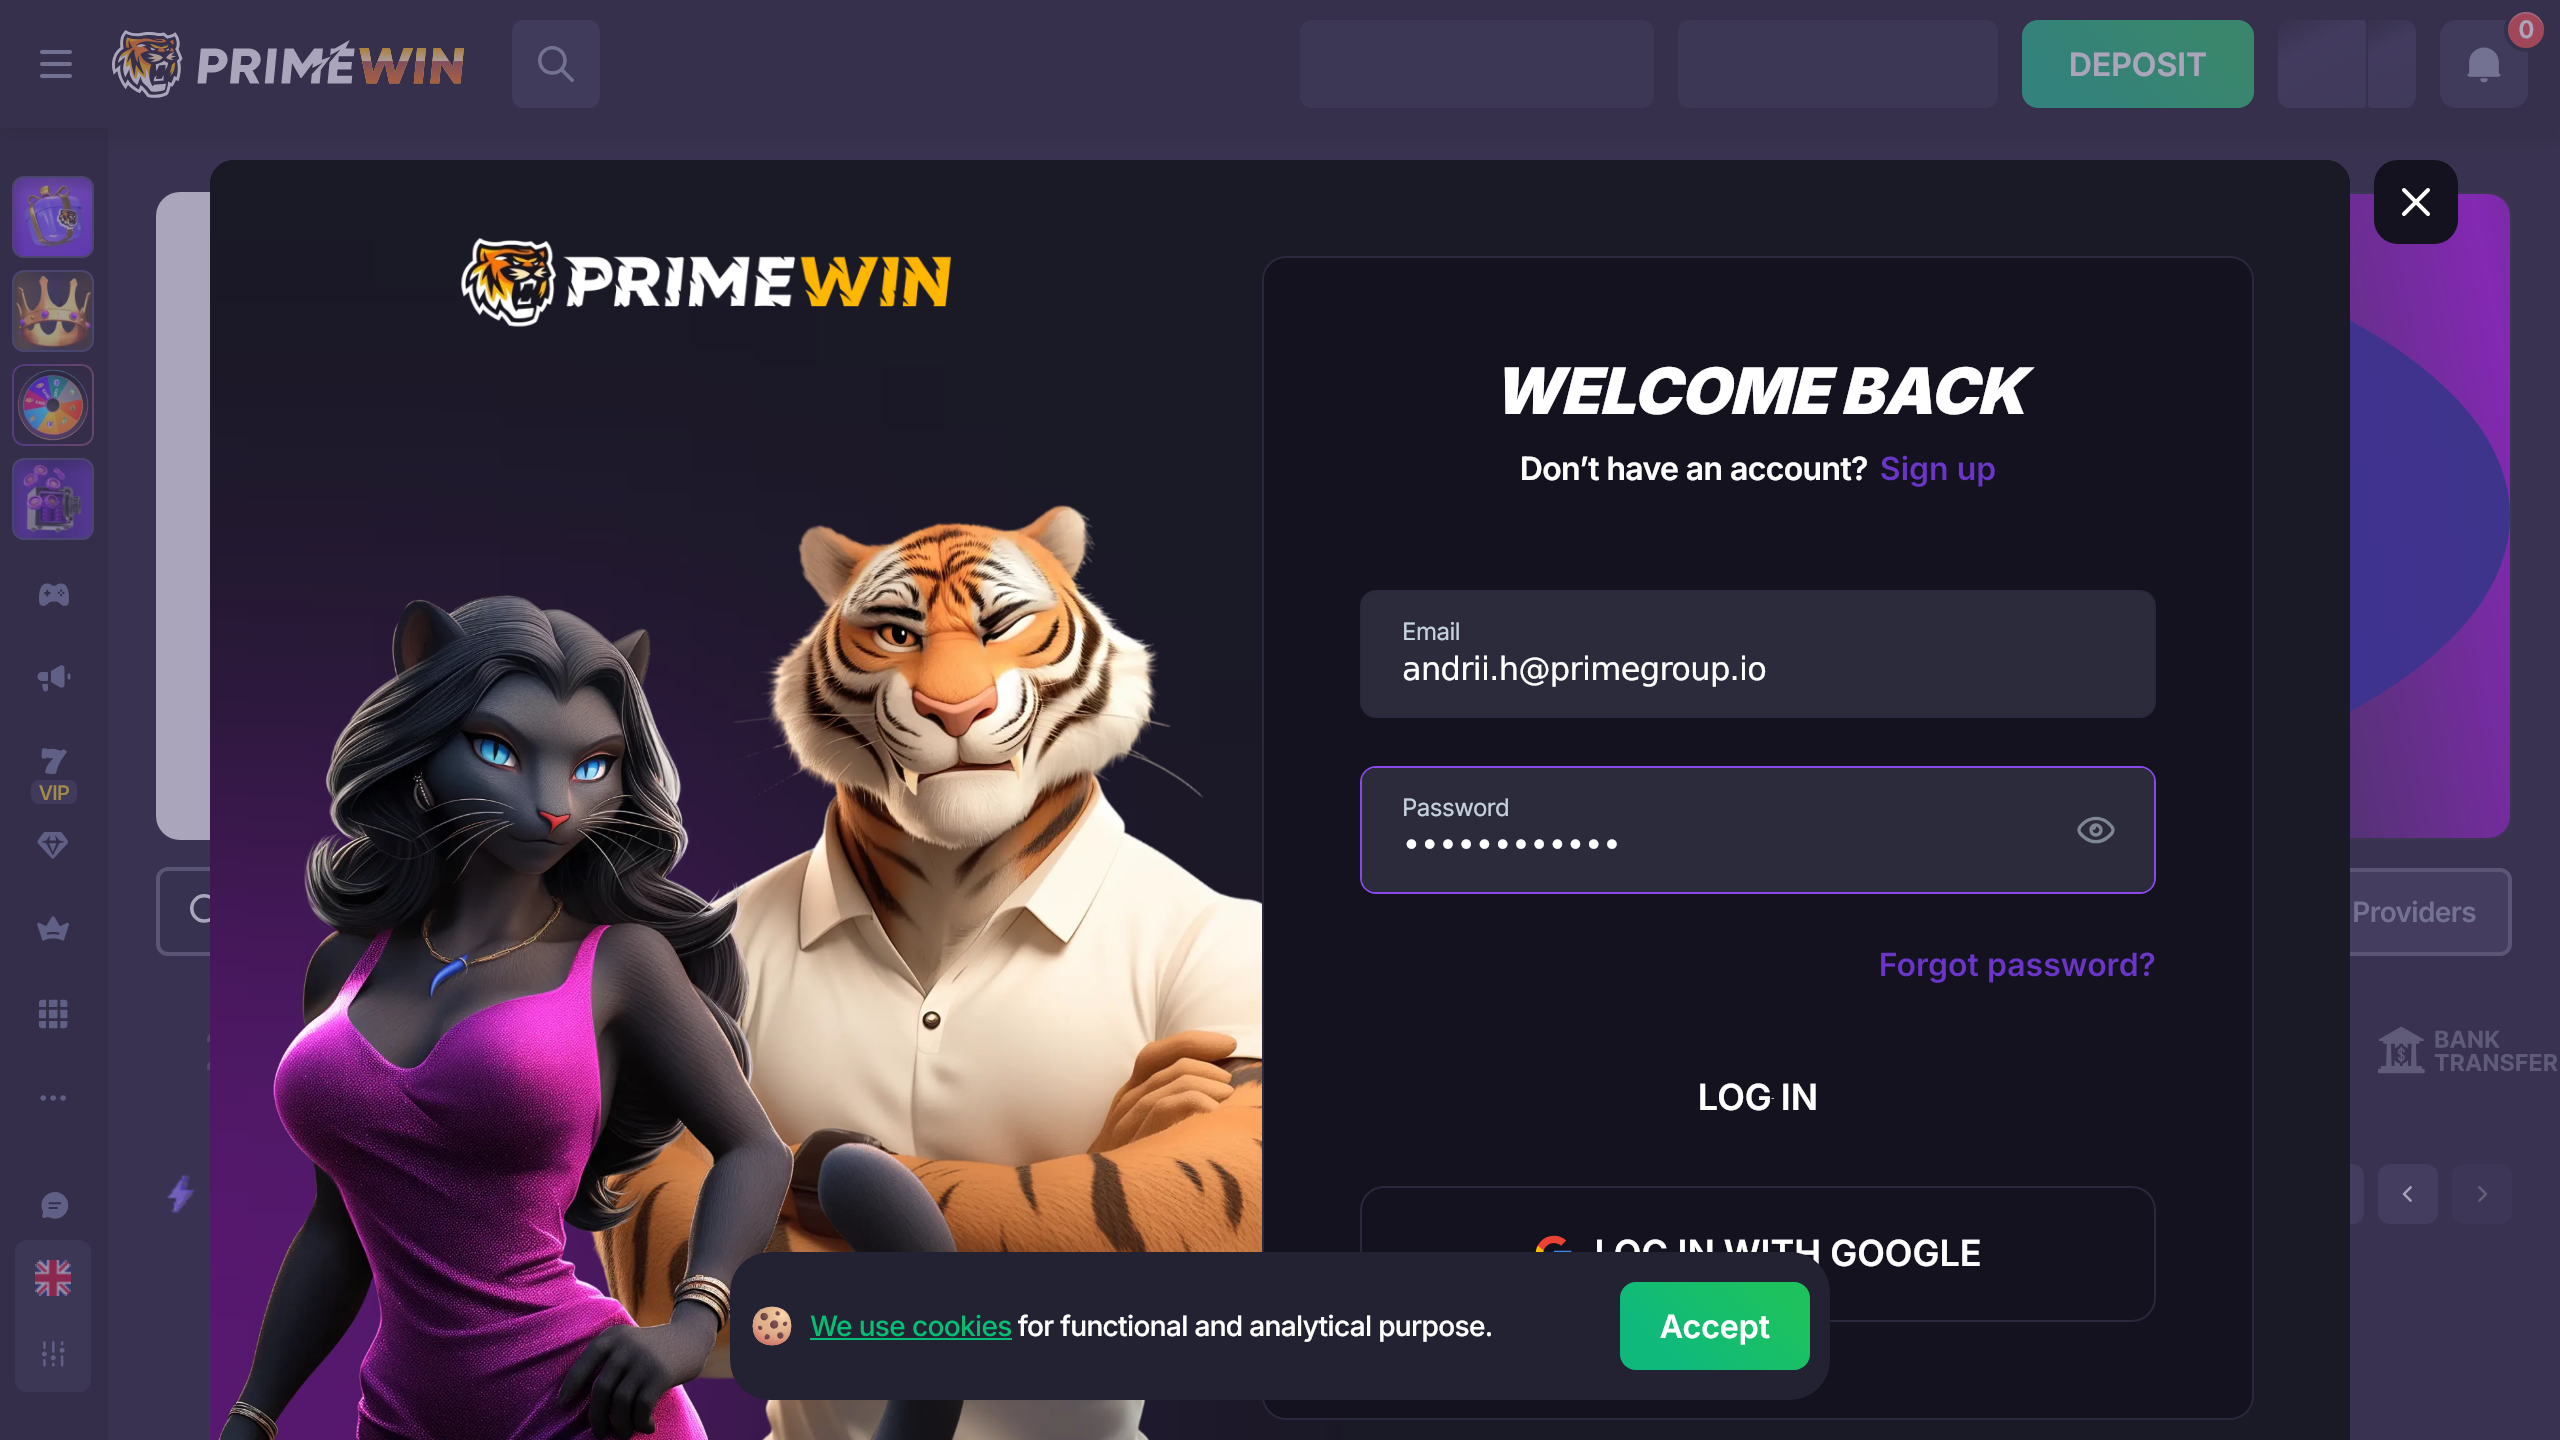 PRIMEWIN
DEPOSIT
0
PRIMEWIN
WELCOME BACK
Don't have an account? Sign up
Email
andrii.h@primegroup.io
Password
Forgot password?
LOG IN
LOG IN WITH GOOGLE
VIP
Providers
BANK
TRANSFER
We use cookies for functional and analytical purpose.
Accept